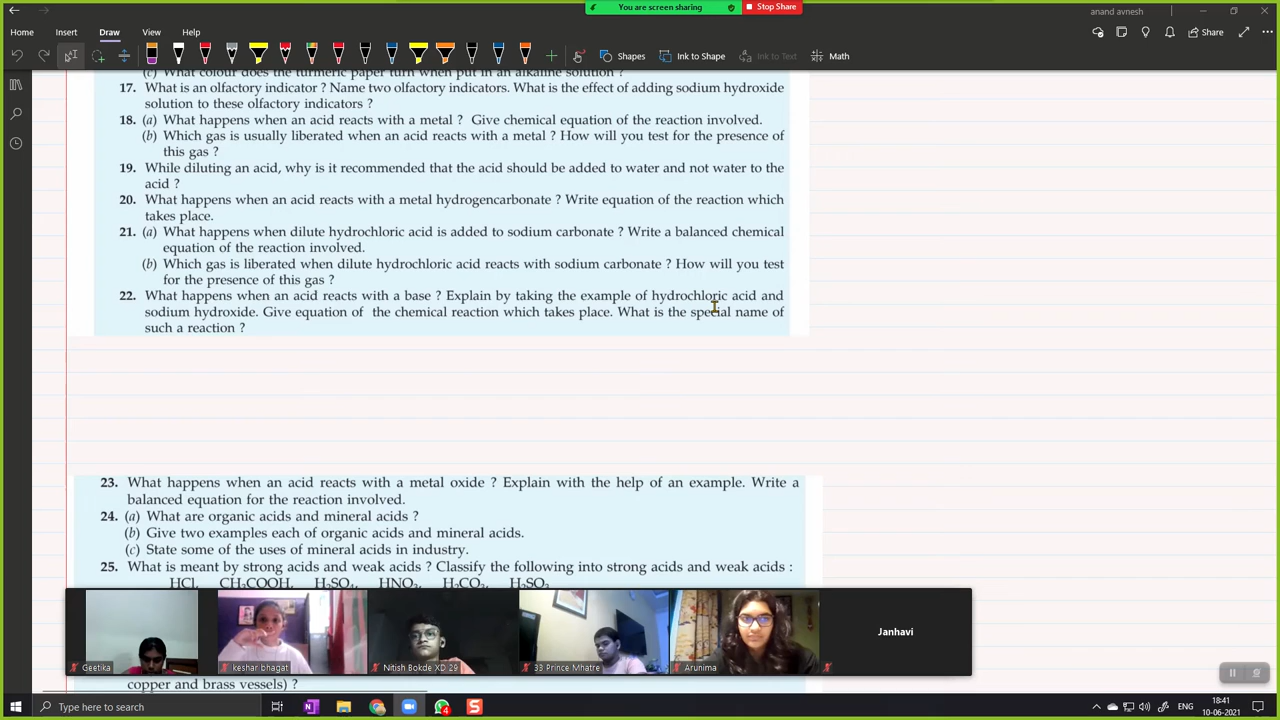 You are screen sharing
Stop Share
anand avnesh
Home Insert Draw View Help
Share
Shapes Ink to Shape Ink to Text Math
(c) What colour does the turmeric paper turn when put in an alkaline solution ?
17. What is an olfactory indicator ? Name two olfactory indicators. What is the effect of adding sodium hydroxide
solution to these olfactory indicators ?
18. (a) What happens when an acid reacts with a metal ? Give chemical equation of the reaction involved.
(b) Which gas is usually liberated when an acid reacts with a metal ? How will you test for the presence of
this gas ?
19. While diluting an acid, why is it recommended that the acid should be added to water and not water to the
acid ?
20. What happens when an acid reacts with a metal hydrogencarbonate ? Write equation of the reaction which
takes place.
21. (a) What happens when dilute hydrochloric acid is added to sodium carbonate ? Write a balanced chemical
equation of the reaction involved.
(b) Which gas is liberated when dilute hydrochloric acid reacts with sodium carbonate ? How will you test
for the presence of this gas ?
22. What happens when an acid reacts with a base ? Explain by taking the example of hydrochloric acid and
sodium hydroxide. Give equation of the chemical reaction which takes place. What is the special name of
such a reaction ?
23. What happens when an acid reacts with a metal oxide ? Explain with the help of an example. Write a
balanced equation for the reaction involved.
24. (a) What are organic acids and mineral acids ?
(b) Give two examples each of organic acids and mineral acids.
(c) State some of the uses of mineral acids in industry.
25. What is meant by strong acids and weak acids ? Classify the following into strong acids and weak acids :
HCl, CH₃COOH, H₂SO₄, HNO₃, H₂CO₃, H₂SO₃
Geetika
keshar bhagat
Nitish Bokde XD 29
33 Prince Mhatre
Arunima
Janhavi
copper and brass vessels) ?
Type here to search
4
S
ENG
18:41
10-06-2021